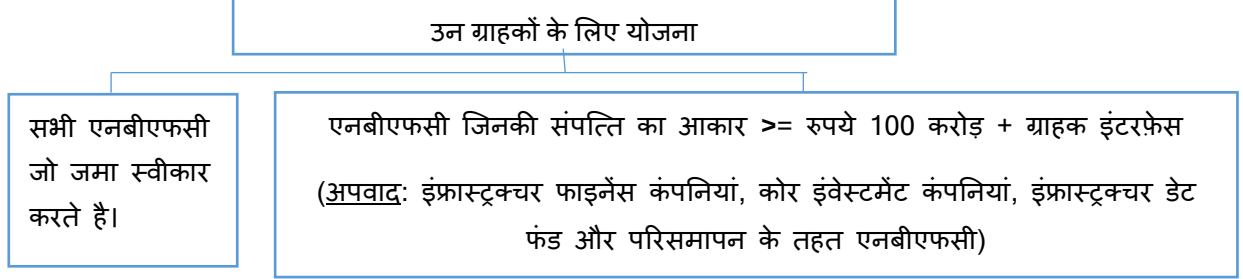 उन ग्राहकों के लिए योजना
सभी एनबीएफसी
जो जमा स्वीकार
करते है।
एनबीएफसी जिनकी संपत्ति का आकार >= रुपये 100 करोड़ + ग्राहक इंटरफ़ेस
(अपवाद: इंफ्रास्ट्रक्चर फाइनेंस कंपनियां, कोर इंवेस्टमेंट कंपनियां, इंफ्रास्ट्रक्चर डेट
फंड और परिसमापन के तहत एनबीएफसी)